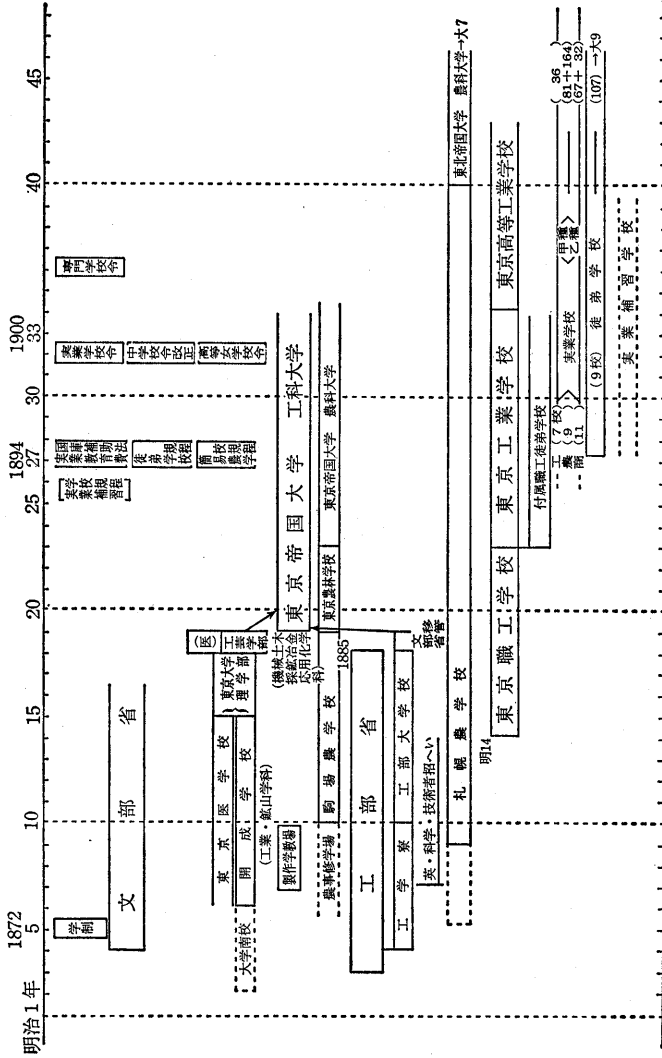 明治1年
5
10
15
20
25
27
30
33
40
45
1872
1894
1900
学制
実業学校補習規程
実業教育国庫補助費法
徒弟学校規程
簡易農学校規程
実業学校令
中学校令改正
高等女学校令
専門学校令
文部省
大学南校
東京医学校
開成学校
(工業・鉱山学科)
製作学教場
東京大学理学部
(医)
工芸学部
(機械土木採鉱冶金応用化学科)
東京帝国大学 工科大学
農事修学場
駒場農学校
東京農林学校
東京帝国大学 農科大学
1885
工部省
工学寮
工部大学校
文部省移管
英・科学・技術者招へい
札幌農学校
東北帝国大学 農科大学→大7
明14
東京職工学校
東京工業学校
東京高等工業学校
付属職工徒弟学校
工(7校)
農(9)
商(11)
実業学校
<甲種
乙種>
(36)
(81+164)
(67+32)
(9校)徒弟学校
(107)→大9
実業補習学校